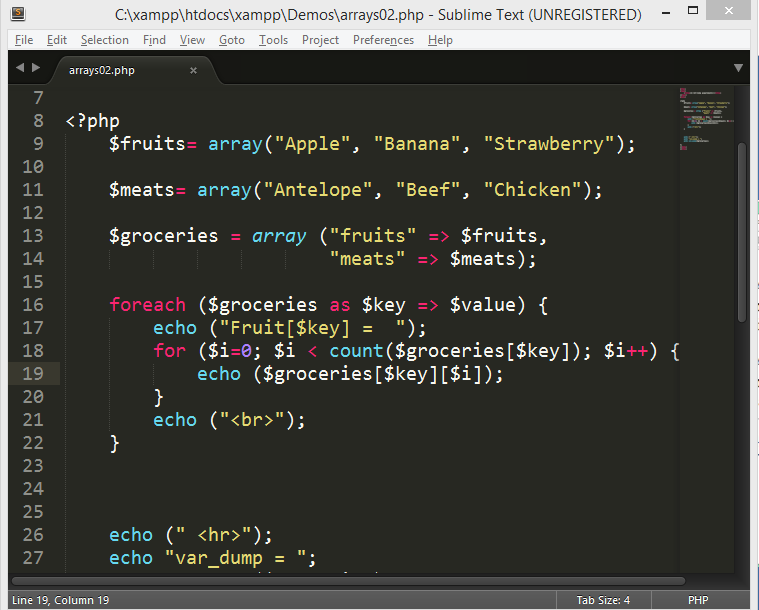 C:\xampp\htdocs\xampp\Demos\arrays02.php - Sublime Text (UNREGISTERED)
File Edit Selection Find View Goto Tools Project Preferences Help
arrays02.php
7
8 <?php
9 $fruits= array("Apple", "Banana", "Strawberry");
10
11 $meats= array("Antelope", "Beef", "Chicken");
12
13 $groceries = array ("fruits" => $fruits,
14 "meats" => $meats);
15
16 foreach ($groceries as $key => $value) {
17 echo ("Fruit[$key] =  ");
18 for ($i=0; $i < count($groceries[$key]); $i++) {
19 echo ($groceries[$key][$i]);
20 }
21 echo ("<br>");
22 }
23
24
25
26 echo (" <hr>");
27 echo "var_dump = ";
Line 19, Column 19 Tab Size: 4 PHP